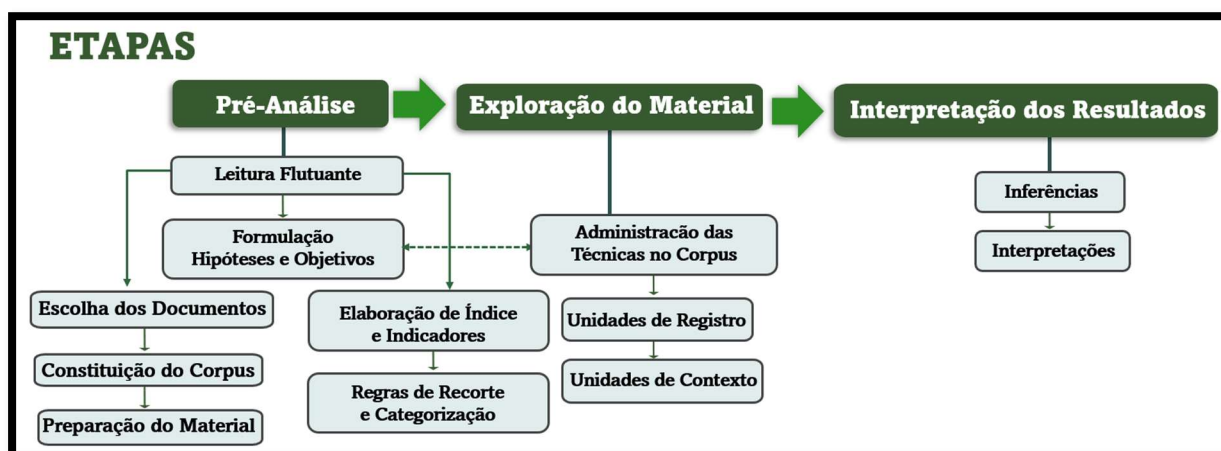 ETAPAS
Pré-Análise
Exploração do Material
Interpretação dos Resultados
Leitura Flutuante
Formulação
Hipóteses e Objetivos
Escolha dos Documentos
Constituição do Corpus
Preparação do Material
Elaboração de Índice
e Indicadores
Regras de Recorte
e Categorização
Administracão das
Técnicas no Corpus
Unidades de Registro
Unidades de Contexto
Inferências
Interpretações